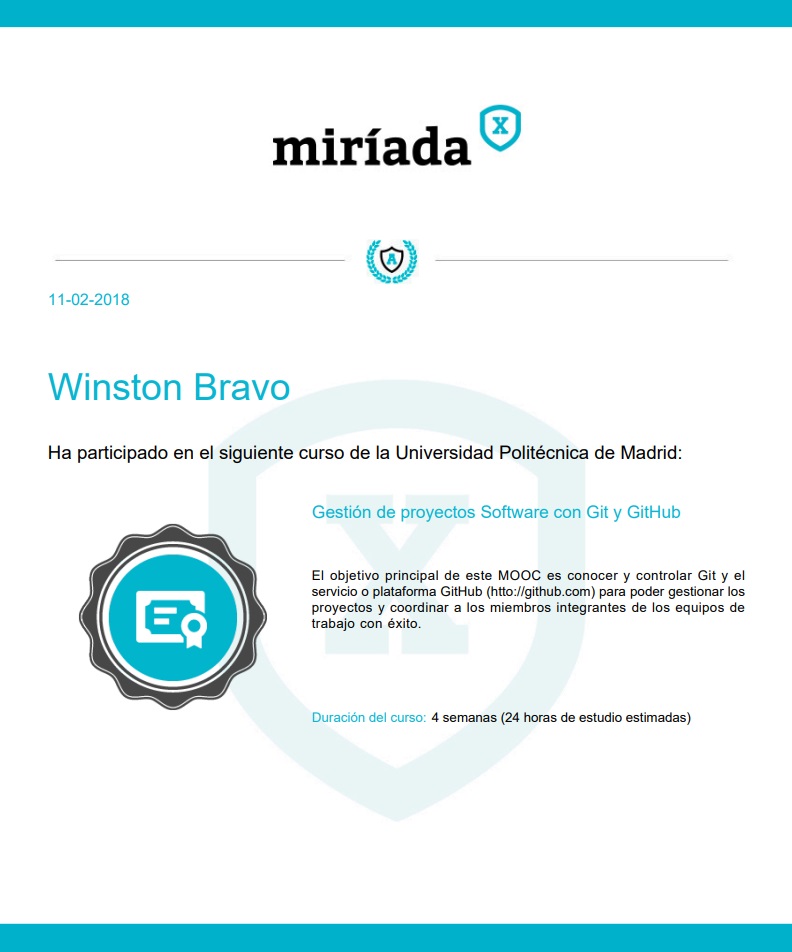 miríada X
A
11-02-2018
Winston Bravo
Ha participado en el siguiente curso de la Universidad Politécnica de Madrid:
X
Gestión de proyectos Software con Git y GitHub
El objetivo principal de este MOOC es conocer y controlar Git y el
servicio o plataforma GitHub (htto://github.com) para poder gestionar los
proyectos y coordinar a los miembros integrantes de los equipos de
trabajo con éxito.
Duración del curso: 4 semanas (24 horas de estudio estimadas)